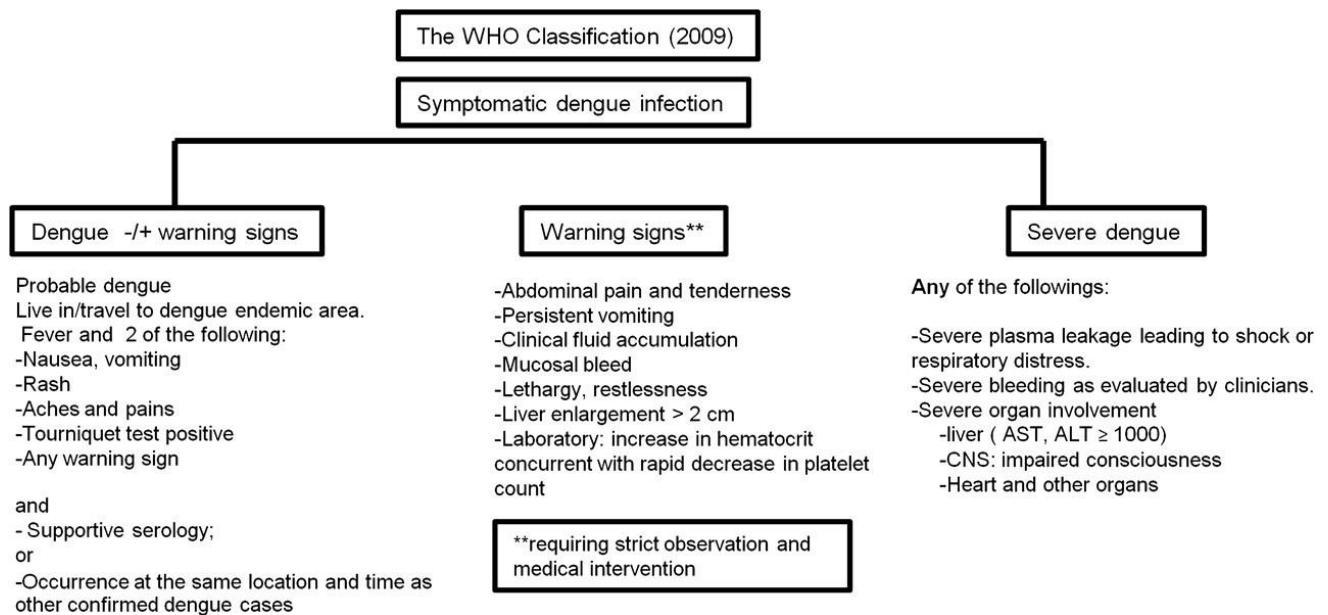 The WHO Classification (2009)
Symptomatic dengue infection
Dengue -/+ warning signs
Probable dengue
Live in/travel to dengue endemic area.
Fever and 2 of the following:
-Nausea, vomiting
-Rash
-Aches and pains
-Tourniquet test positive
-Any warning sign
and
- Supportive serology;
or
-Occurrence at the same location and time as
other confirmed dengue cases
Warning signs**
-Abdominal pain and tenderness
-Persistent vomiting
-Clinical fluid accumulation
-Mucosal bleed
-Lethargy, restlessness
-Liver enlargement > 2 cm
-Laboratory: increase in hematocrit
concurrent with rapid decrease in platelet
count
**requiring strict observation and
medical intervention
Severe dengue
Any of the followings:
-Severe plasma leakage leading to shock or
respiratory distress.
-Severe bleeding as evaluated by clinicians.
-Severe organ involvement
-liver ( AST, ALT ≥ 1000)
-CNS: impaired consciousness
-Heart and other organs